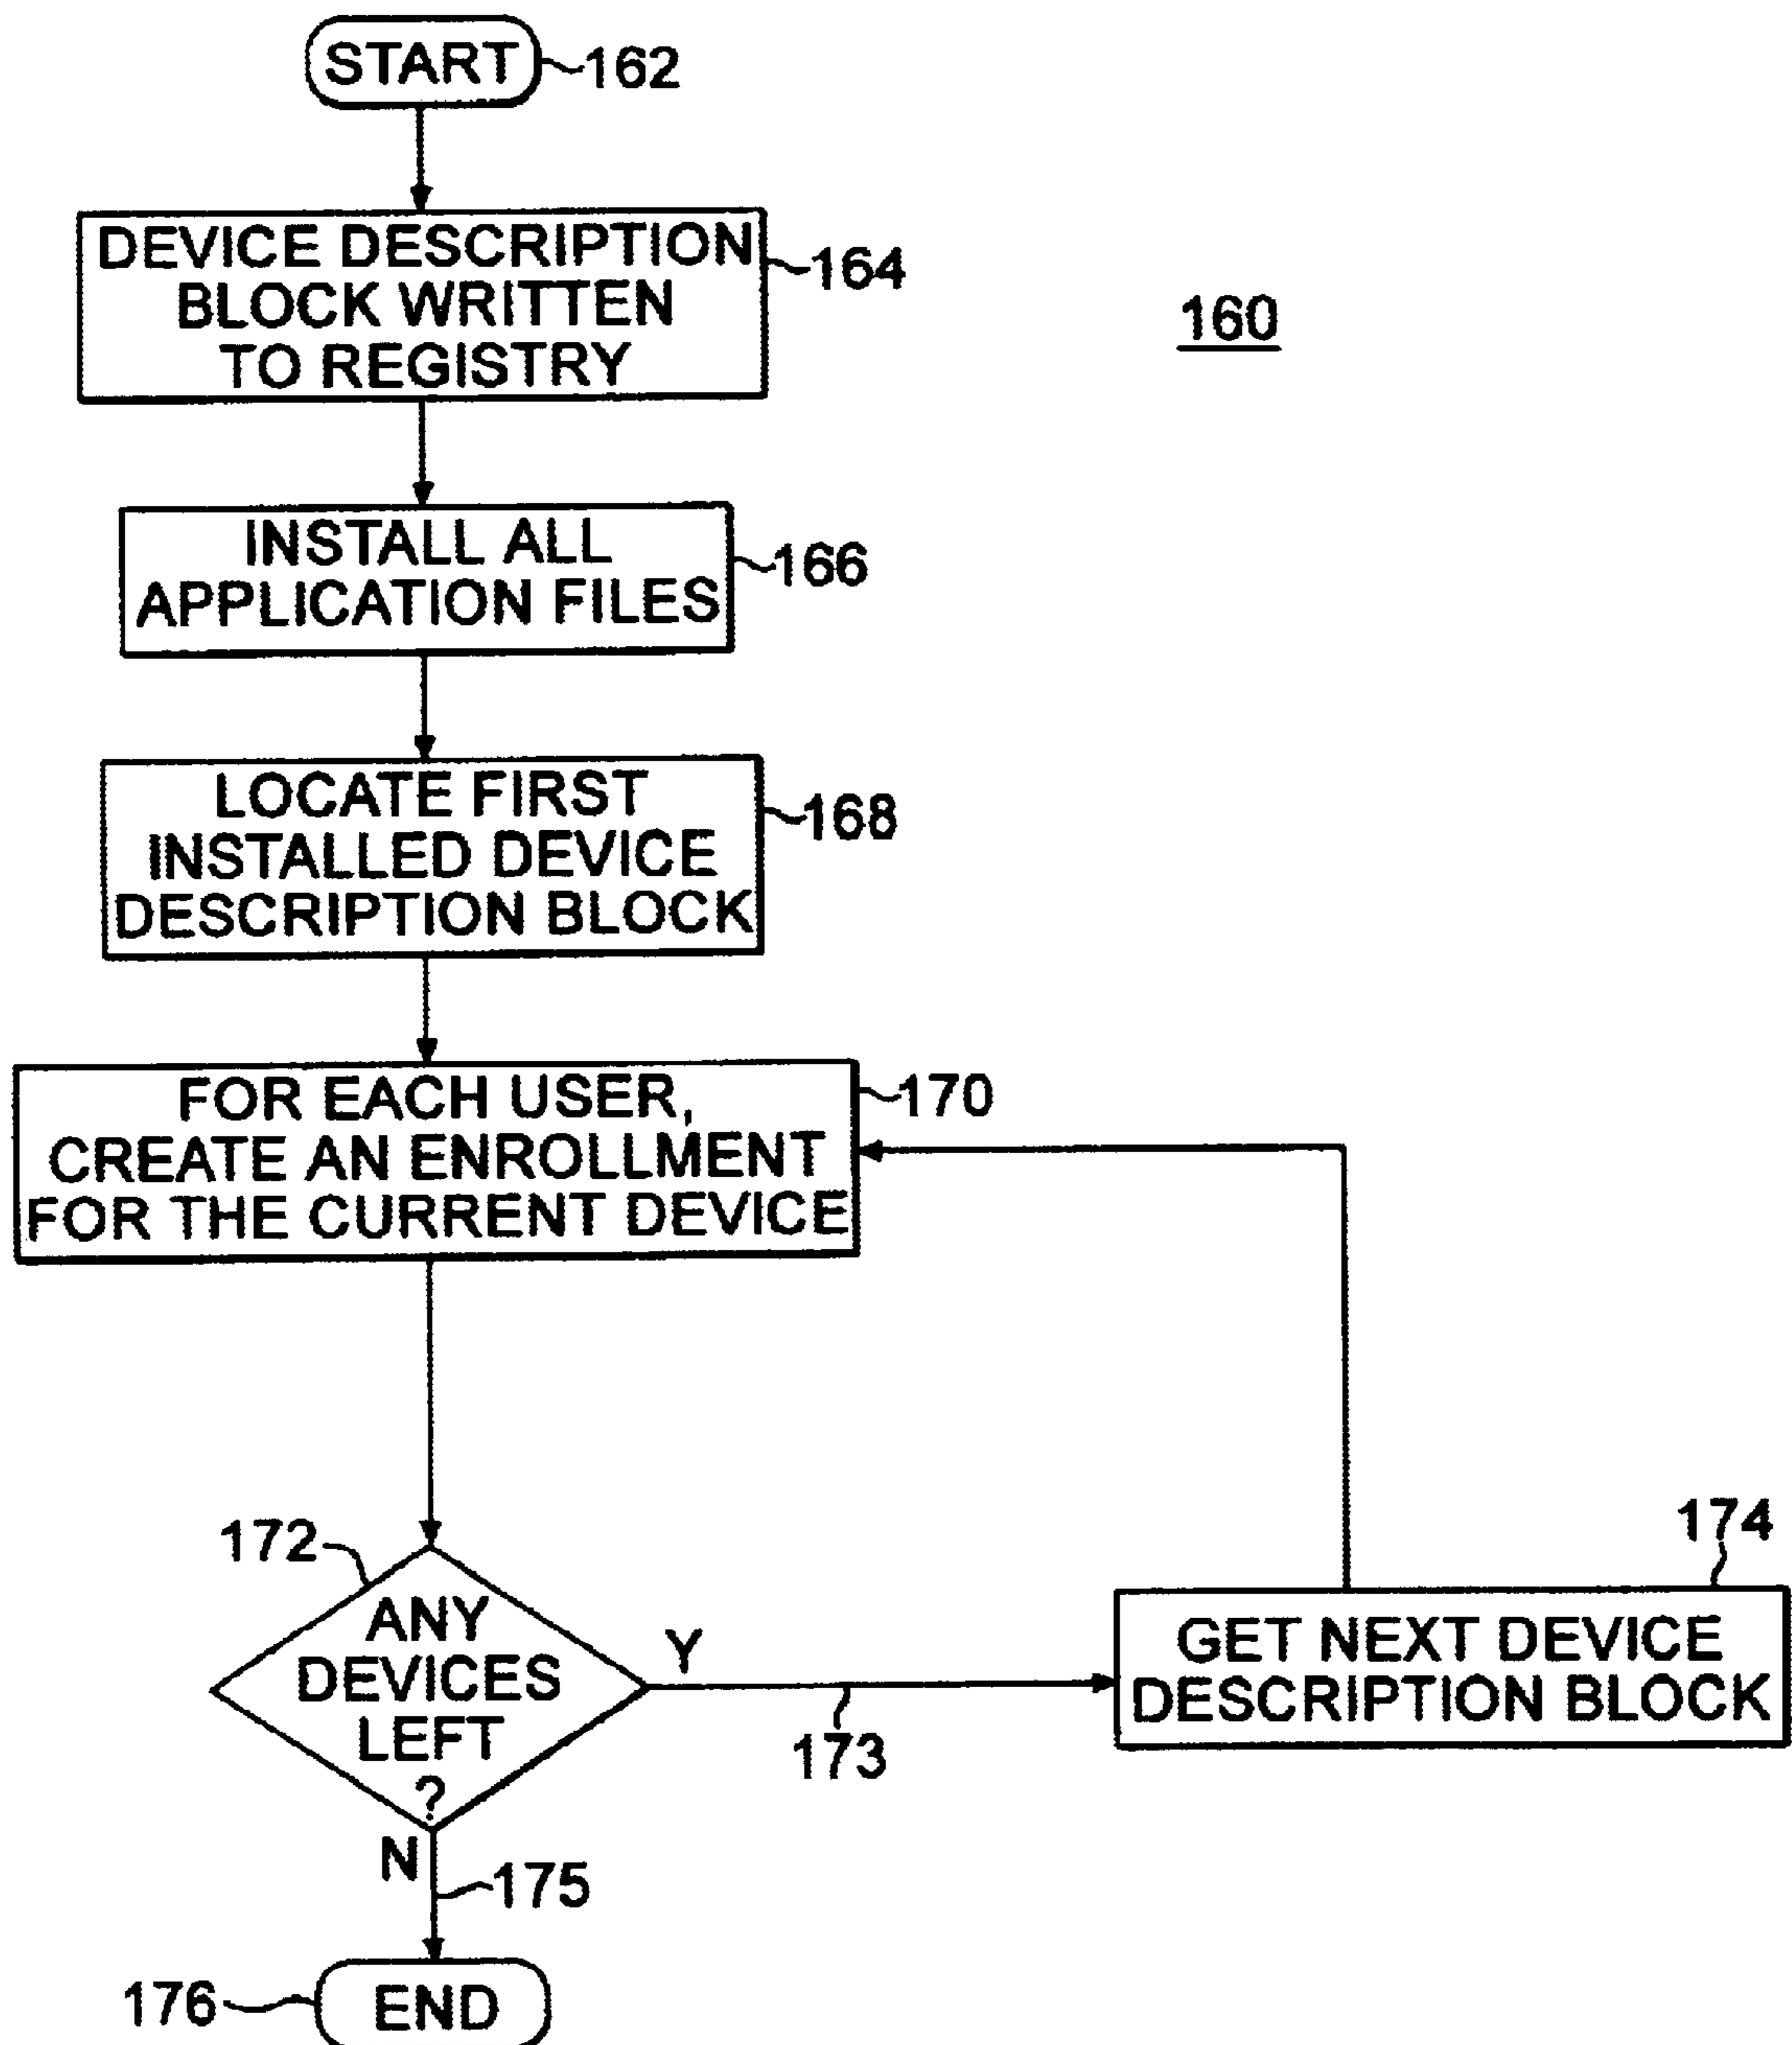 START
162
DEVICE DESCRIPTION
BLOCK WRITTEN
TO REGISTRY
164
160
INSTALL ALL
APPLICATION FILES
166
LOCATE FIRST
INSTALLED DEVICE
DESCRIPTION BLOCK
168
FOR EACH USER,
CREATE AN ENROLLMENT
FOR THE CURRENT DEVICE
170
172
ANY
DEVICES
LEFT
?
Y
173
174
GET NEXT DEVICE
DESCRIPTION BLOCK
N
175
176
END